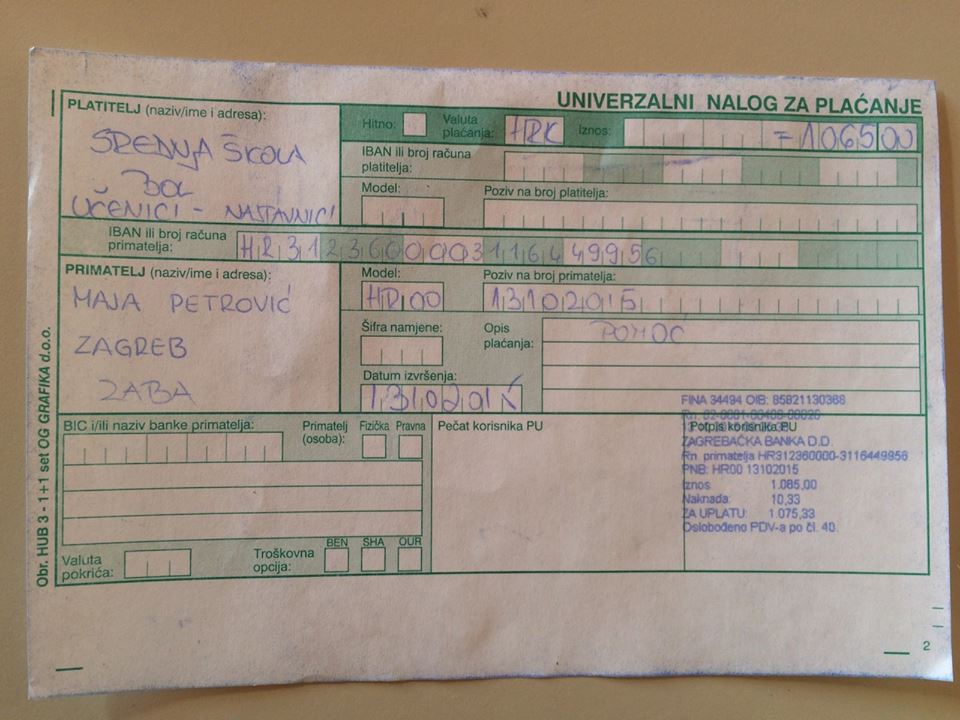 UNIVERZALNI NALOG ZA PLAĆANJE
PLATITELJ (naziv/ime i adresa):
SREDNJA ŠKOLA
BOL
UČENICI - NASTAVNICI
Hitno:
Valuta plaćanja: HRK
Iznos: =106500
IBAN ili broj računa platitelja:
Model:
Poziv na broj platitelja:
IBAN ili broj računa primatelja: HR3123600003116449956
PRIMATELJ (naziv/ime i adresa):
MAJA PETROVIĆ
ZAGREB
ZABA
Model: HR00
Poziv na broj primatelja: 13102015
Šifra namjene:
Opis plaćanja: POMOĆ
Datum izvršenja: 1310201
BIC i/ili naziv banke primatelja:
Primatelj (osoba): Fizička Pravna
Valuta pokrića:
Troškovna opcija: BEN SHA OUR
Pečat korisnika PU
Potpis korisnika PU
FINA 34494 OIB: 85821130368
ZAGREBAČKA BANKA D.D.
Rn. primatelja HR312360000-3116449956
PNB: HR00 13102015
Iznos 1.065,00
Naknada: 10,33
ZA UPLATU: 1.075,33
Oslobođeno PDV-a po čl. 40.
Obr. HUB 3 - 1+1 set OG GRAFIKA d.o.o.
2